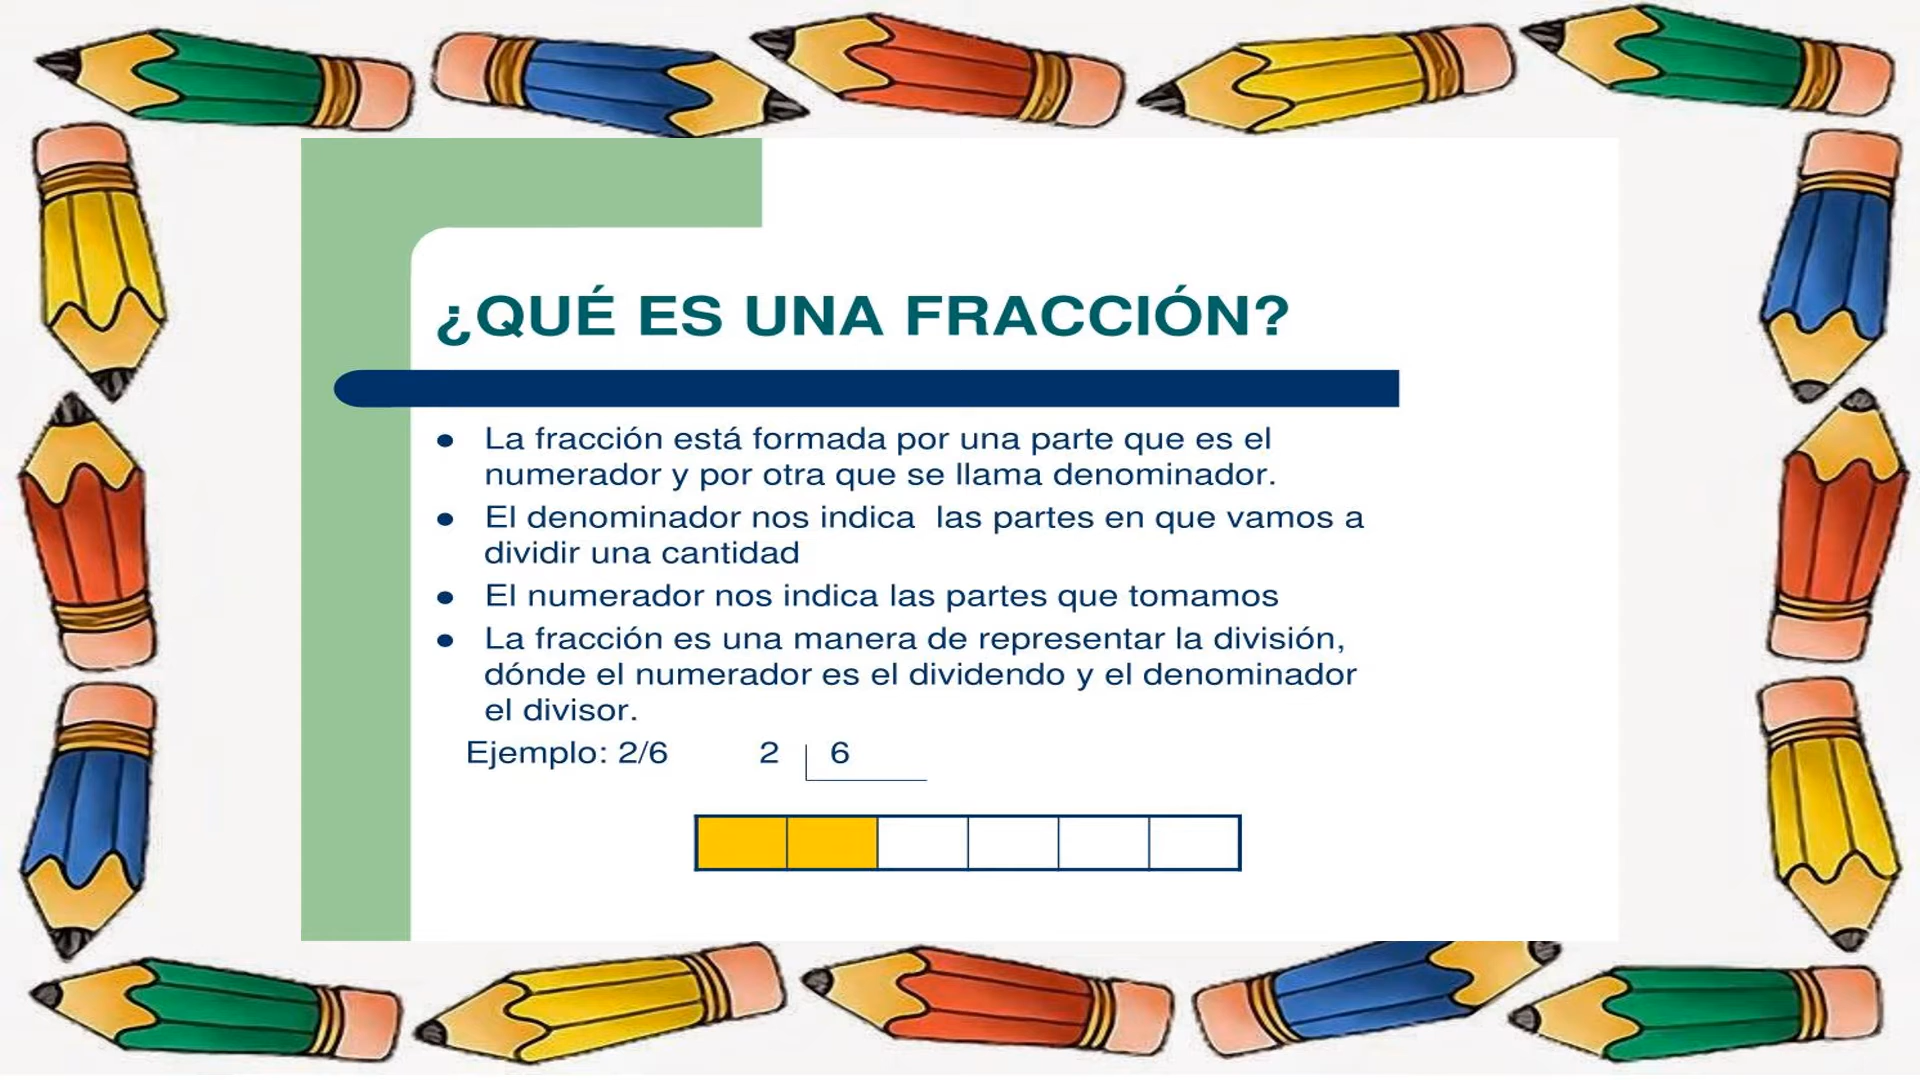 ¿QUÉ ES UNA FRACCIÓN?
● La fracción está formada por una parte que es el
numerador y por otra que se llama denominador.
● El denominador nos indica  las partes en que vamos a
dividir una cantidad
● El numerador nos indica las partes que tomamos
● La fracción es una manera de representar la división,
dónde el numerador es el dividendo y el denominador
el divisor.
Ejemplo: 2/6 2 6